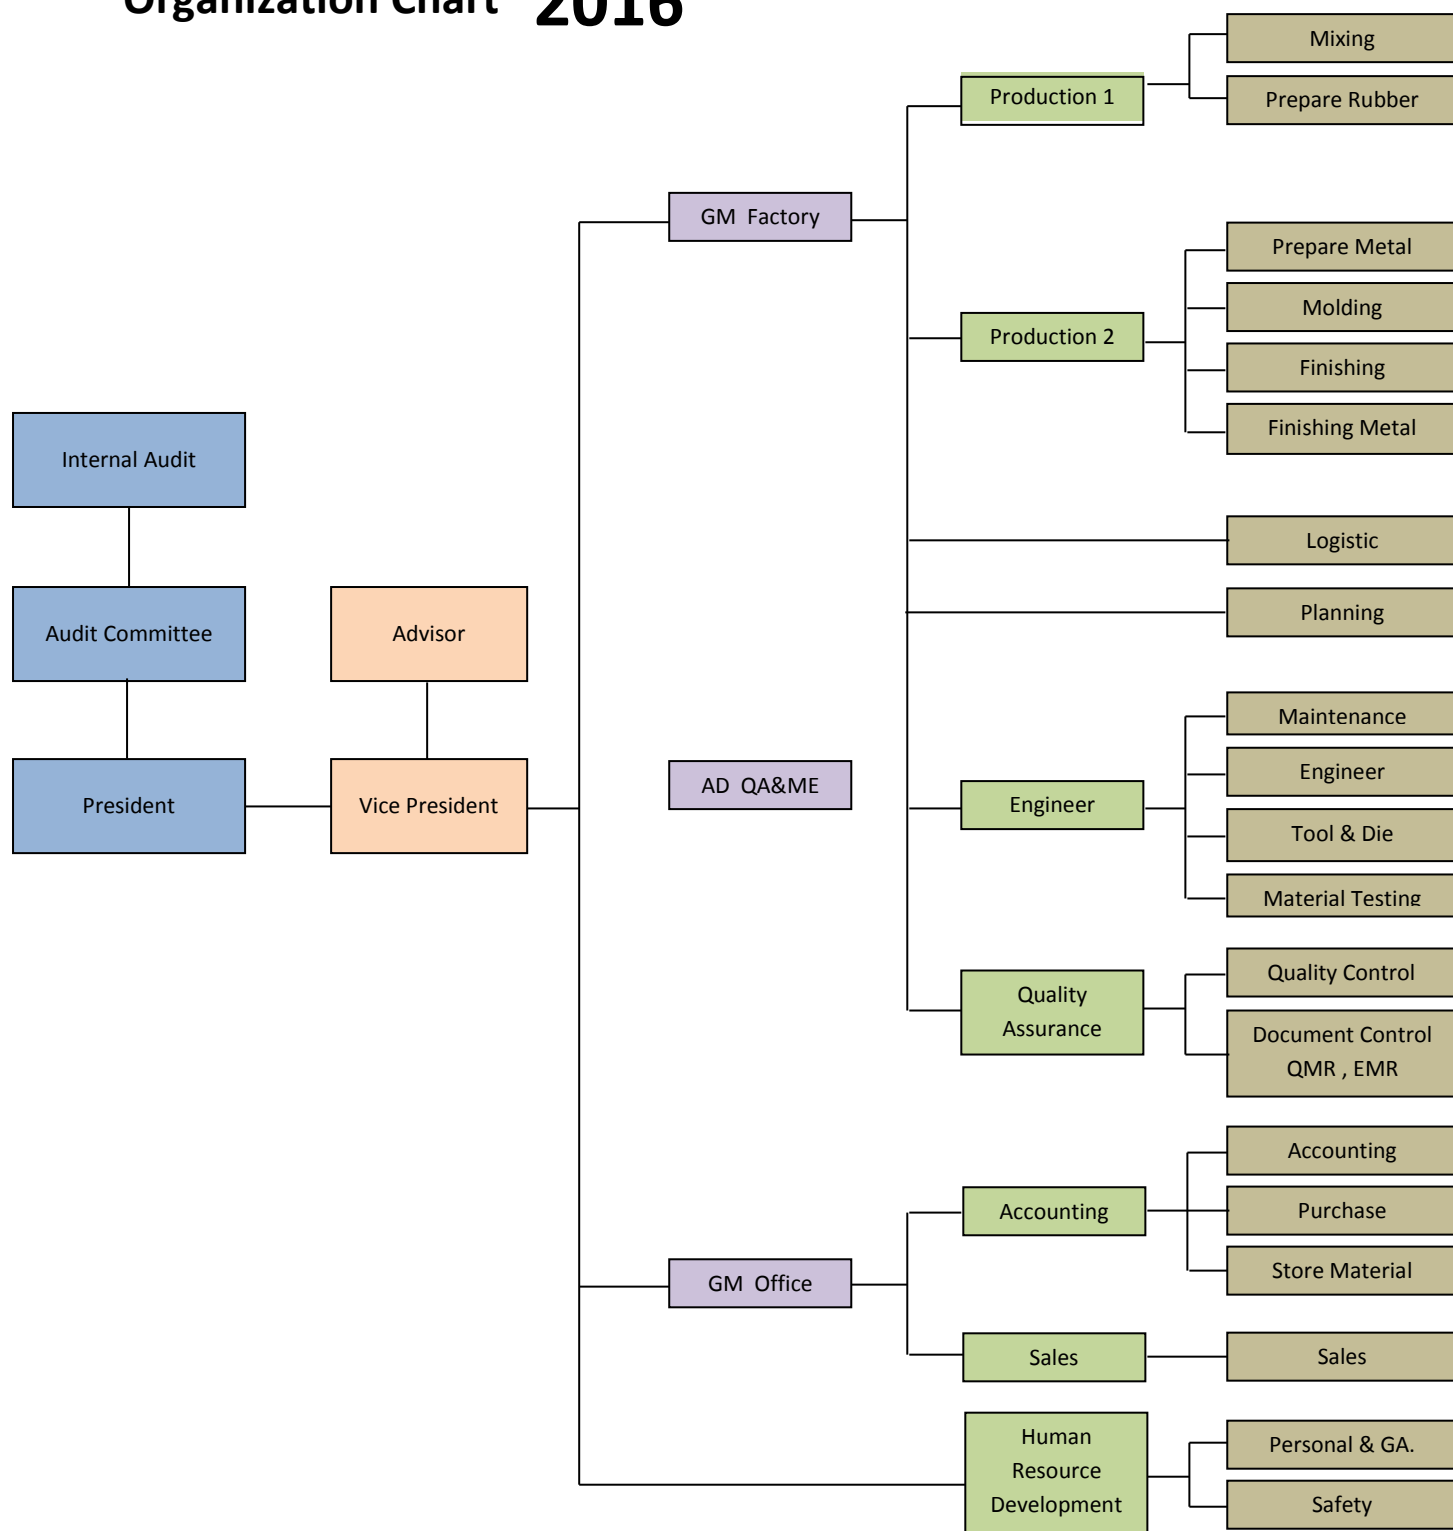 Organization Chart 2016
Mixing
Production 1
Prepare Rubber
GM Factory
Prepare Metal
Molding
Production 2
Finishing
Finishing Metal
Internal Audit
Logistic
Audit Committee
Advisor
Planning
Maintenance
AD QA&ME
Engineer
President
Vice President
Engineer
Tool & Die
Material Testing
Quality Control
Quality
Assurance
Document Control
QMR , EMR
Accounting
Accounting
Purchase
GM Office
Store Material
Sales
Sales
Human
Resource
Development
Personal & GA.
Safety